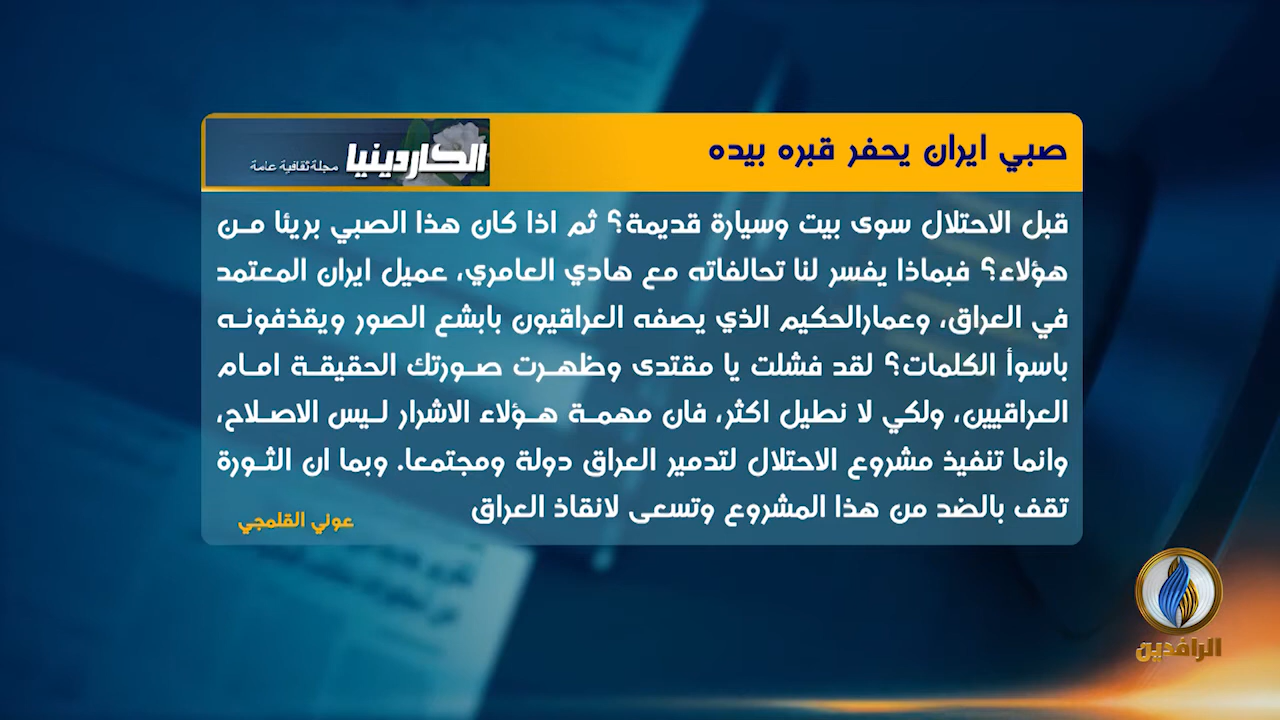 صبي ايران يحفر قبره بيده
الكاردينيا
مجلة ثقافية عامة
قبل الاحتلال سوى بيت وسيارة قديمة؟ ثم اذا كان هذا الصبي بريئا من
هؤلاء؟ فبماذا يفسر لنا تحالفاته مع هادي العامري، عميل ايران المعتمد
في العراق، وعمارالحكيم الذي يصفه العراقيون بابشع الصور ويقذفونه
باسوأ الكلمات؟ لقد فشلت يا مقتدى وظهرت صورتك الحقيقة امام
العراقيين، ولكي لا نطيل اكثر، فان مهمة هؤلاء الاشرار ليس الاصلاح،
وانما تنفيذ مشروع الاحتلال لتدمير العراق دولة ومجتمعا. وبما ان الثورة
تقف بالضد من هذا المشروع وتسعى لانقاذ العراق
عوني القلمجي
الرافدين